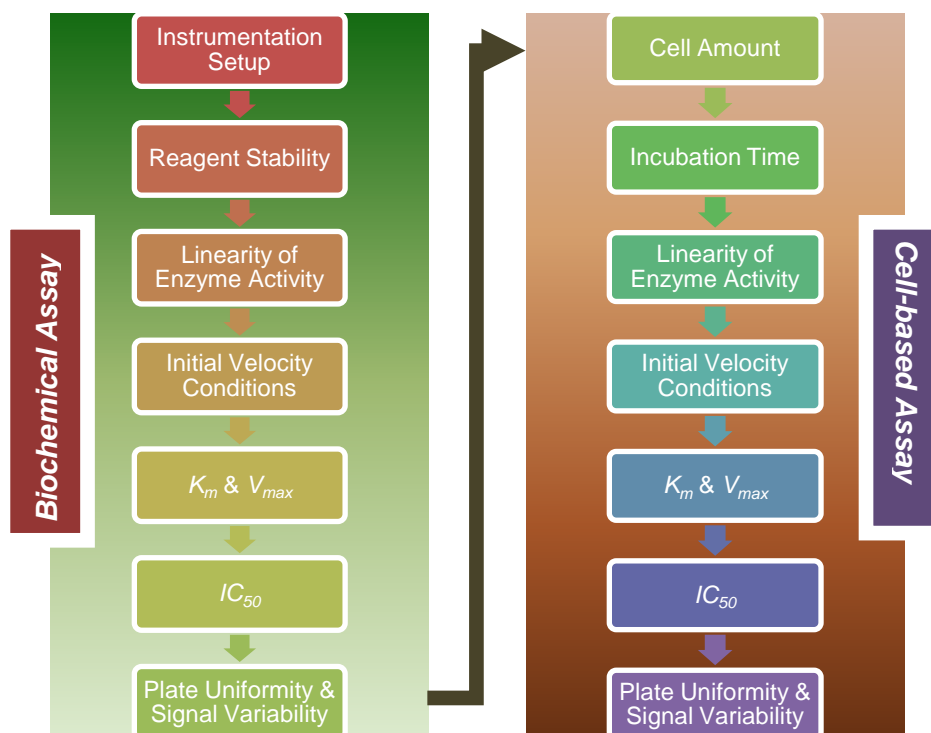 Biochemical Assay
Instrumentation
Setup
Reagent Stability
Linearity of
Enzyme Activity
Initial Velocity
Conditions
Km & Vmax
IC50
Plate Uniformity &
Signal Variability
Cell Amount
Incubation Time
Linearity of
Enzyme Activity
Initial Velocity
Conditions
Km & Vmax
IC50
Plate Uniformity &
Signal Variability
Cell-based Assay